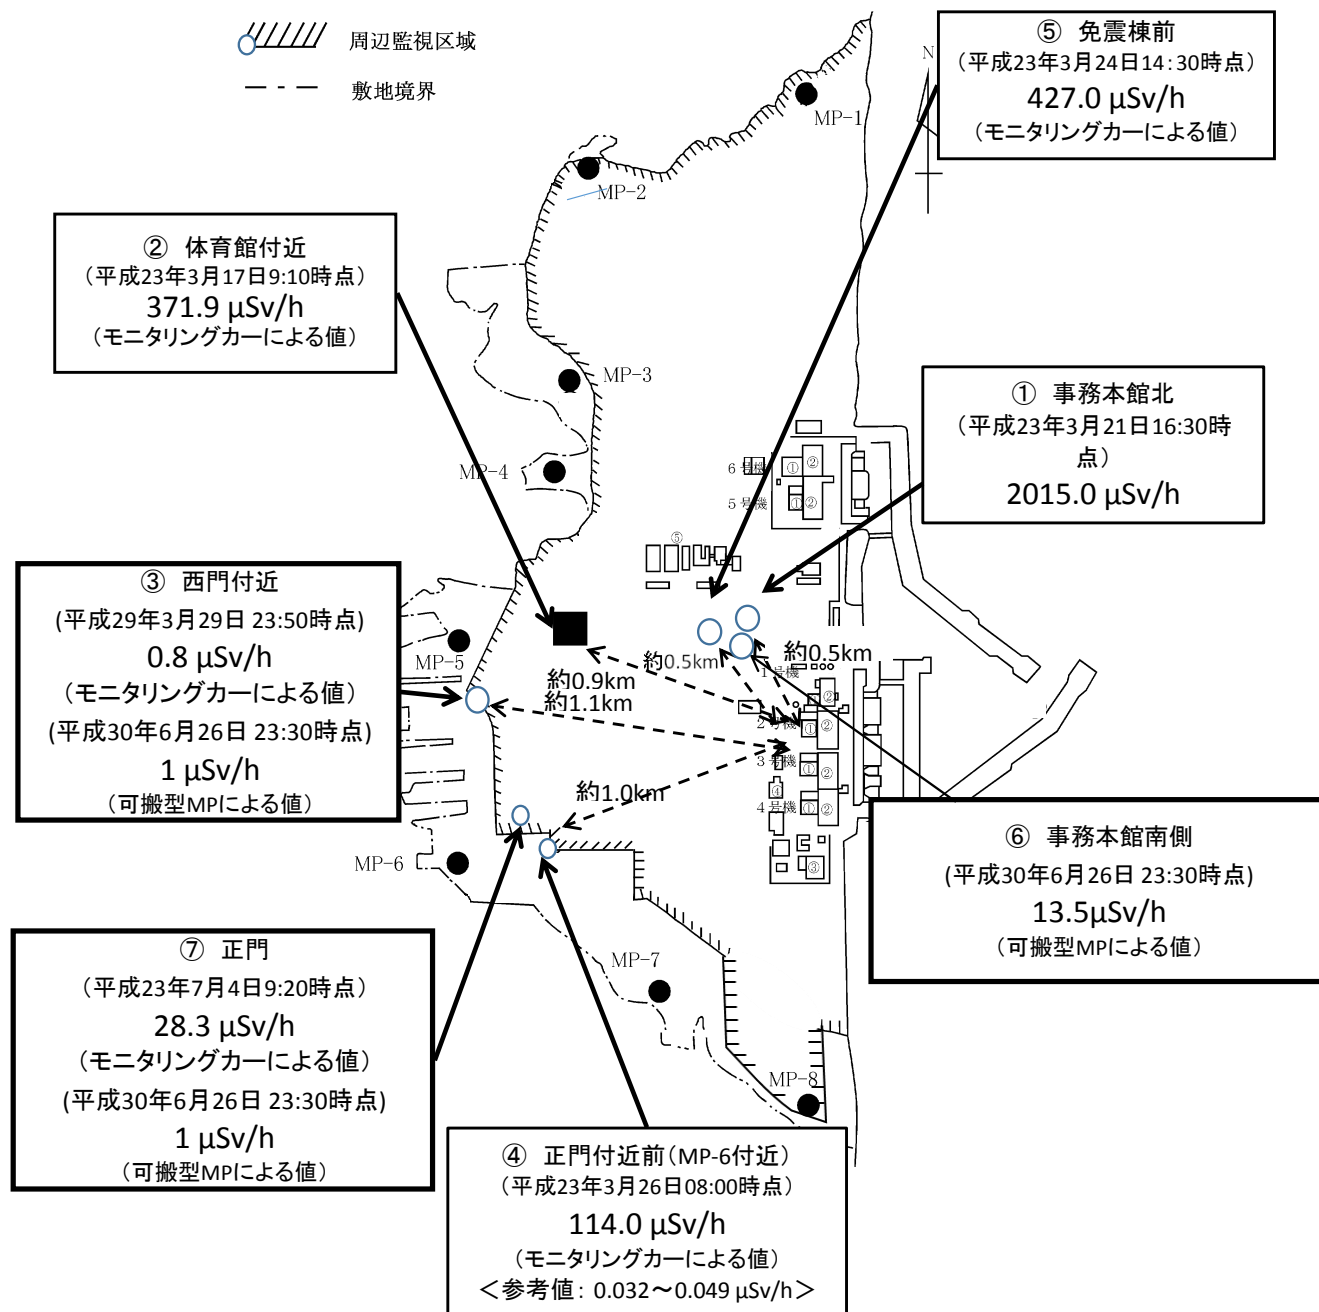 周辺監視区域
敷地境界
⑤ 免震棟前
（平成23年3月24日14：30時点）
427.0 μSv/h
（モニタリングカーによる値）
N
MP-1
MP-2
② 体育館付近
（平成23年3月17日9:10時点）
371.9 μSv/h
（モニタリングカーによる値）
MP-3
① 事務本館北
（平成23年3月21日16:30時
点）
2015.0 μSv/h
MP-4
6号機
① ②
5号機
① ②
⑤
③ 西門付近
(平成29年3月29日 23:50時点)
0.8 μSv/h
（モニタリングカーによる値）
(平成30年6月26日 23:30時点)
1 μSv/h
（可搬型MPによる値）
MP-5
約0.5km
約0.5km
約0.9km
約1.1km
1号機
②
2号機
① ②
3号機
① ②
④
4号機
① ②
③
約1.0km
MP-6
⑥ 事務本館南側
(平成30年6月26日 23:30時点)
13.5μSv/h
（可搬型MPによる値）
⑦ 正門
（平成23年7月4日9:20時点）
28.3 μSv/h
（モニタリングカーによる値）
(平成30年6月26日 23:30時点)
1 μSv/h
（可搬型MPによる値）
MP-7
MP-8
④ 正門付近前（MP-6付近）
（平成23年3月26日08:00時点）
114.0 μSv/h
（モニタリングカーによる値）
＜参考値：0.032～0.049 μSv/h＞